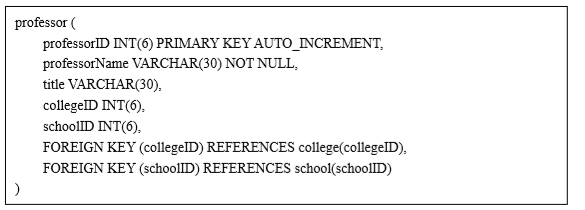 professor (
professorID INT(6) PRIMARY KEY AUTO_INCREMENT,
professorName VARCHAR(30) NOT NULL,
title VARCHAR(30),
collegeID INT(6),
schoolID INT(6),
FOREIGN KEY (collegeID) REFERENCES college(collegeID),
FOREIGN KEY (schoolID) REFERENCES school(schoolID)
)